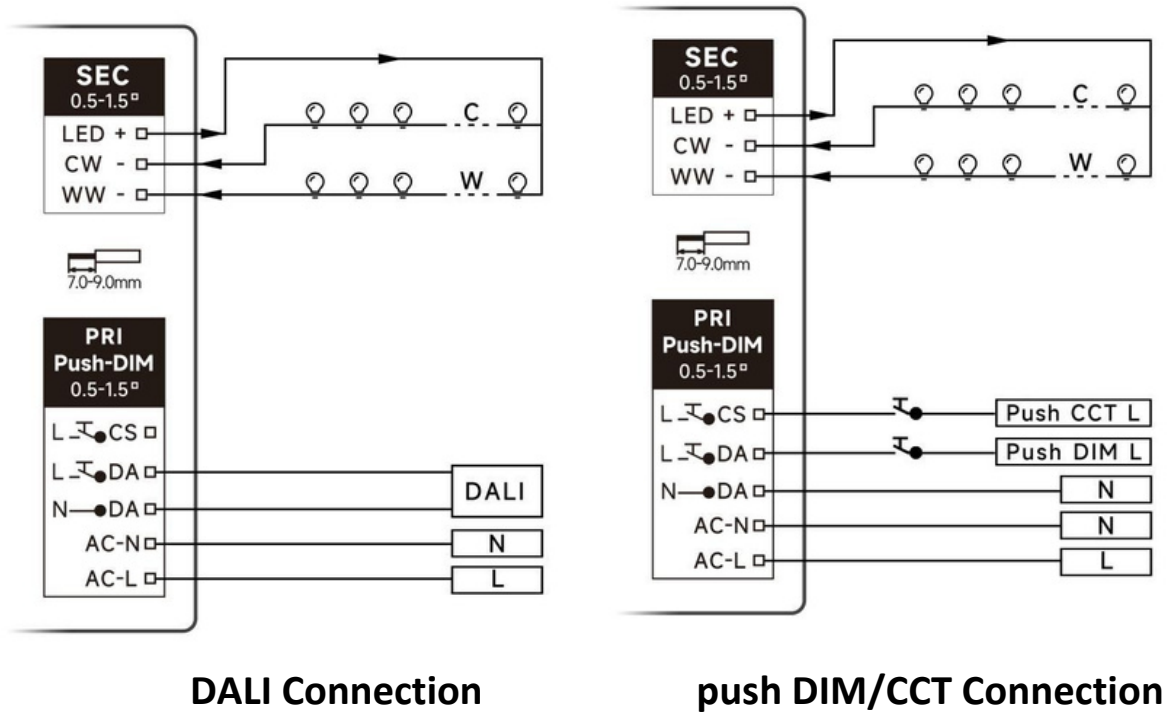 SEC
0.5-1.5▫
LED + 
CW -
WW -
C
W
7.0-9.0mm
PRI
Push-DIM
0.5-1.5▫
L CS
L DA
N DA
AC-N
AC-L
DALI
N
L
DALI Connection
SEC
0.5-1.5▫
LED +
CW -
WW -
C
W
7.0-9.0mm
PRI
Push-DIM
0.5-1.5▫
L CS
L DA
N DA
AC-N
AC-L
Push CCT L
Push DIM L
N
N
L
push DIM/CCT Connection